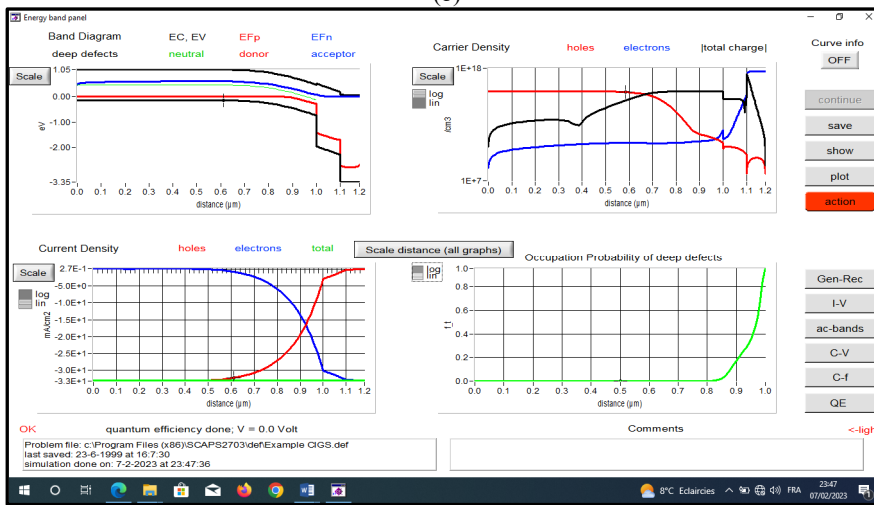 (c)
Energy band panel
Band Diagram EC, EV EFp EFn
deep defects neutral donor acceptor
Scale
1.05
0.00
-1.00
-2.00
-3.35
eV
0.0 0.1 0.2 0.3 0.4 0.5 0.6 0.7 0.8 0.9 1.0 1.1 1.2
distance (µm)
Carrier Density holes electrons |total charge|
Scale
log
lin
1E+18
1E+7
/cm3
0.0 0.1 0.2 0.3 0.4 0.5 0.6 0.7 0.8 0.9 1.0 1.1 1.2
distance (µm)
Curve info
OFF
continue
save
show
plot
action
Current Density holes electrons total
Scale distance (all graphs)
Scale
log
lin
2.7E-1
-5.0E+0
-1.0E+1
-1.5E+1
-2.0E+1
-2.5E+1
-3.3E+1
mA/cm2
0.0 0.1 0.2 0.3 0.4 0.5 0.6 0.7 0.8 0.9 1.0 1.1 1.2
distance (µm)
Occupation Probability of deep defects
log
lin
1.0
0.8
0.6
0.4
0.2
0.0
f_t
0.0 0.1 0.2 0.3 0.4 0.5 0.6 0.7 0.8 0.9 1.0
distance (µm)
Gen-Rec
I-V
ac-bands
C-V
C-f
QE
OK quantum efficiency done; V = 0.0 Volt
Problem file: c:\Program Files (x86)\SCAPS2703\def\Example CIGS.def
last saved: 23-6-1999 at 16:7:30
simulation done on: 7-2-2023 at 23:47:36
Comments
<-ligh
8°C Eclaircies
FRA
23:47
07/02/2023